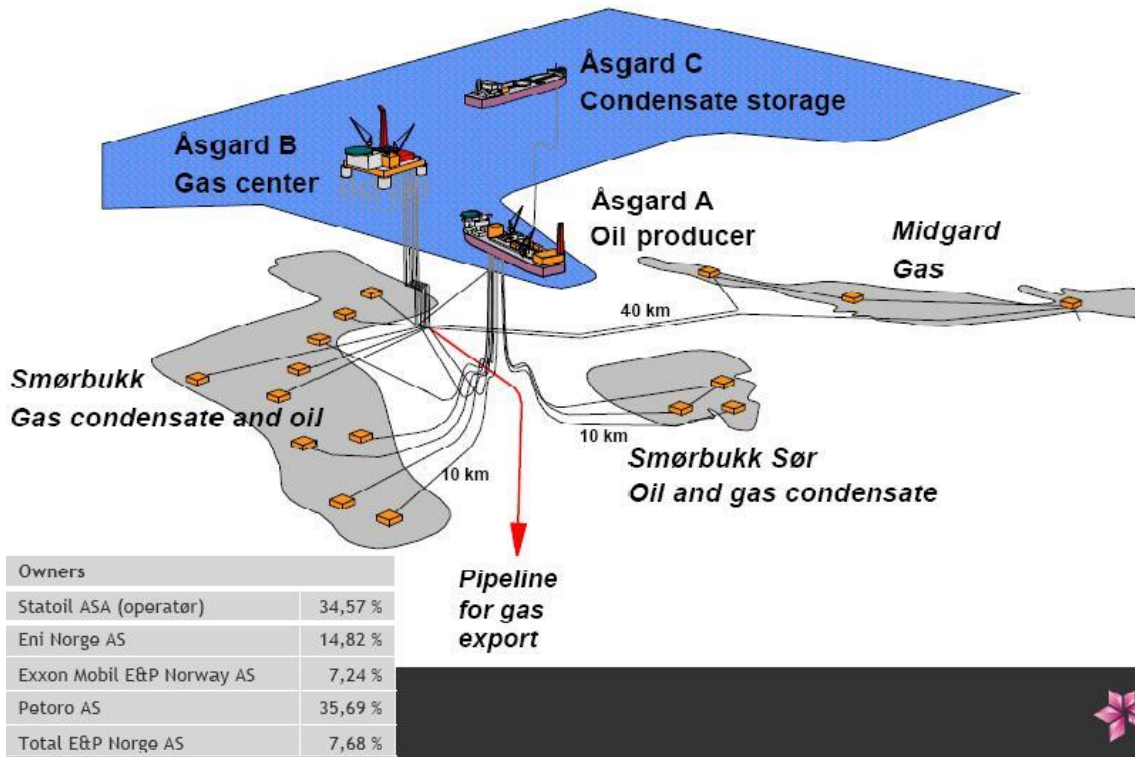 Åsgard C
Condensate storage
Åsgard B
Gas center
Åsgard A
Oil producer
Midgard
Gas
40 km
Smørbukk
Gas condensate and oil
10 km
10 km
Smørbukk Sør
Oil and gas condensate
Pipeline
for gas
export
Owners
Statoil ASA (operatør) 34,57 %
Eni Norge AS 14,82 %
Exxon Mobil E&P Norway AS 7,24 %
Petoro AS 35,69 %
Total E&P Norge AS 7,68 %